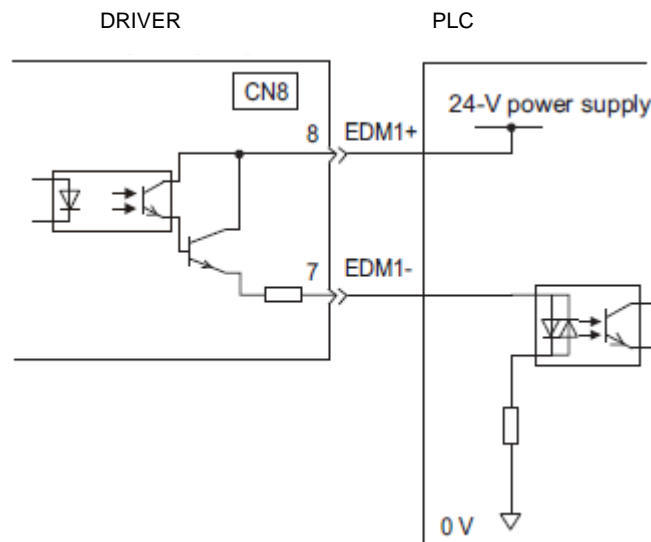 DRIVER PLC
CN8
24-V power supply
8 EDM1+
7 EDM1-
0 V